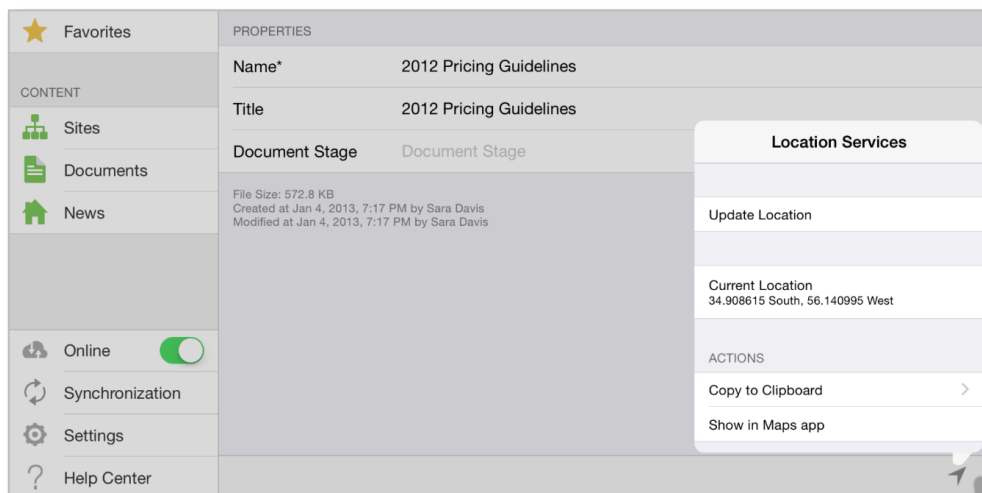 Favorites
CONTENT
Sites
Documents
News
Online
Synchronization
Settings
Help Center
PROPERTIES
Name* 2012 Pricing Guidelines
Title 2012 Pricing Guidelines
Document Stage Document Stage
File Size: 572.8 KB
Created at Jan 4, 2013, 7:17 PM by Sara Davis
Modified at Jan 4, 2013, 7:17 PM by Sara Davis
Location Services
Update Location
Current Location
34.908615 South, 56.140995 West
ACTIONS
Copy to Clipboard
Show in Maps app